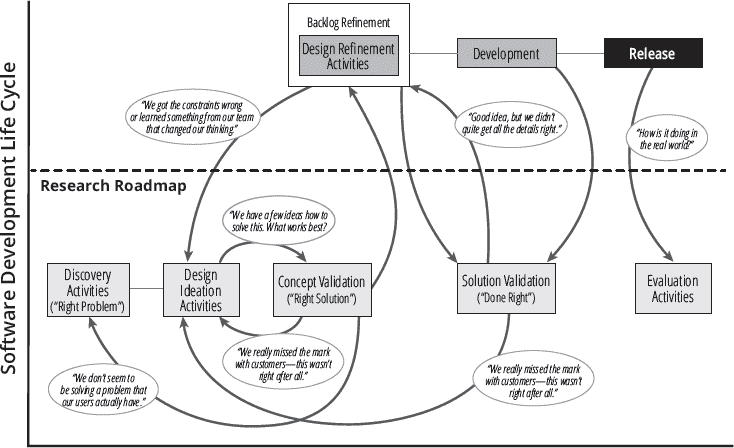 Software Development Life Cycle
Backlog Refinement
Design Refinement
Activities
Development
Release
“We got the constraints wrong
or learned something from our team
that changed our thinking.”
“Good idea, but we didn’t
quite get all the details right.”
“How is it doing in
the real world?”
Research Roadmap
“We have a few ideas how to
solve this. What works best?
Discovery
Activities
(“Right Problem”)
Design
Ideation
Activities
Concept Validation
(“Right Solution”)
Solution Validation
(“Done Right”)
Evaluation
Activities
“We really missed the mark
with customers—this wasn’t
right after all.”
“We really missed the mark
with customers—this wasn’t
right after all.”
“We don’t seem to
be solving a problem that
our users actually have.”